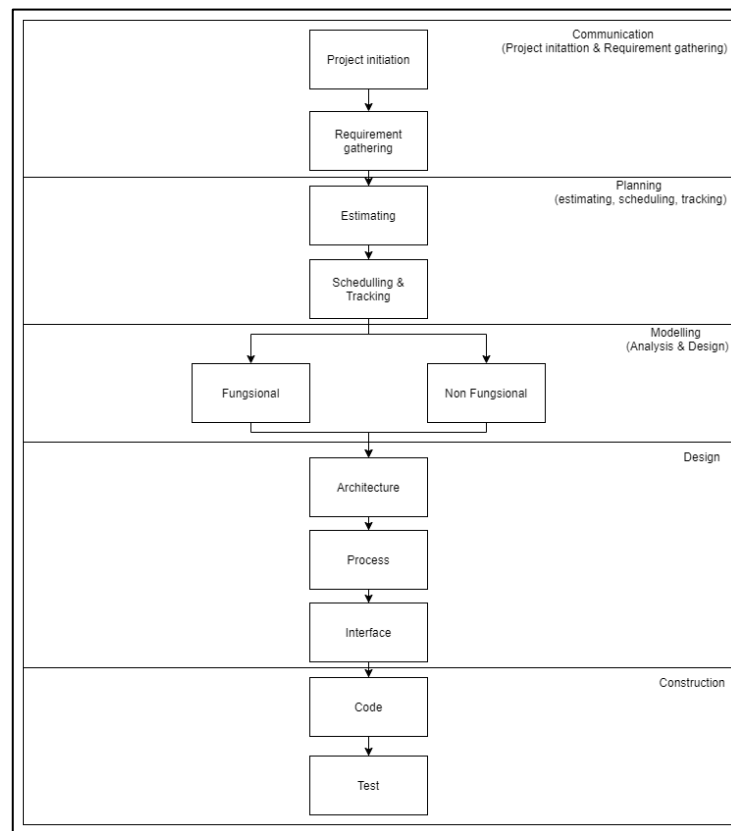 Communication
(Project initattion & Requirement gathering)
Project initiation
Requirement
gathering
Planning
(estimating, scheduling, tracking)
Estimating
Schedulling &
Tracking
Modelling
(Analysis & Design)
Fungsional
Non Fungsional
Design
Architecture
Process
Interface
Construction
Code
Test